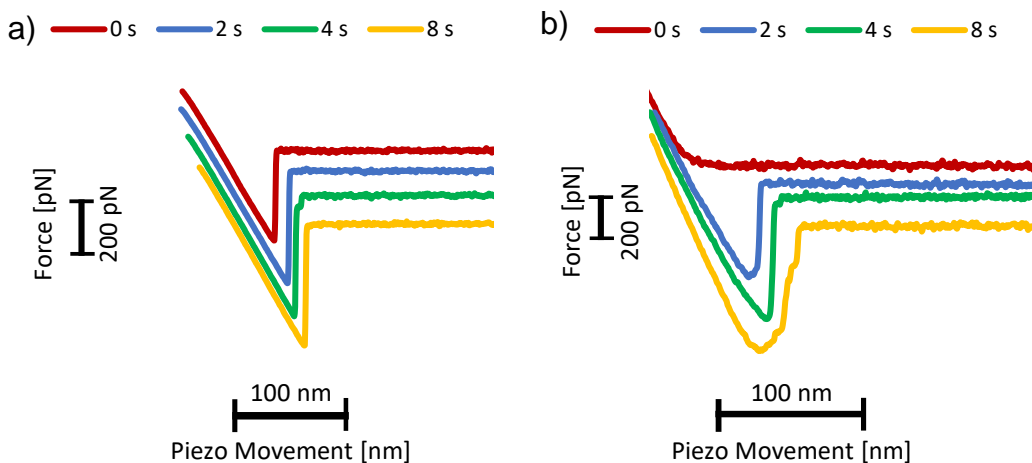 a) 0 s 2 s 4 s 8 s
Force [pN]
200 pN
100 nm
Piezo Movement [nm]
b) 0 s 2 s 4 s 8 s
Force [pN]
200 pN
100 nm
Piezo Movement [nm]